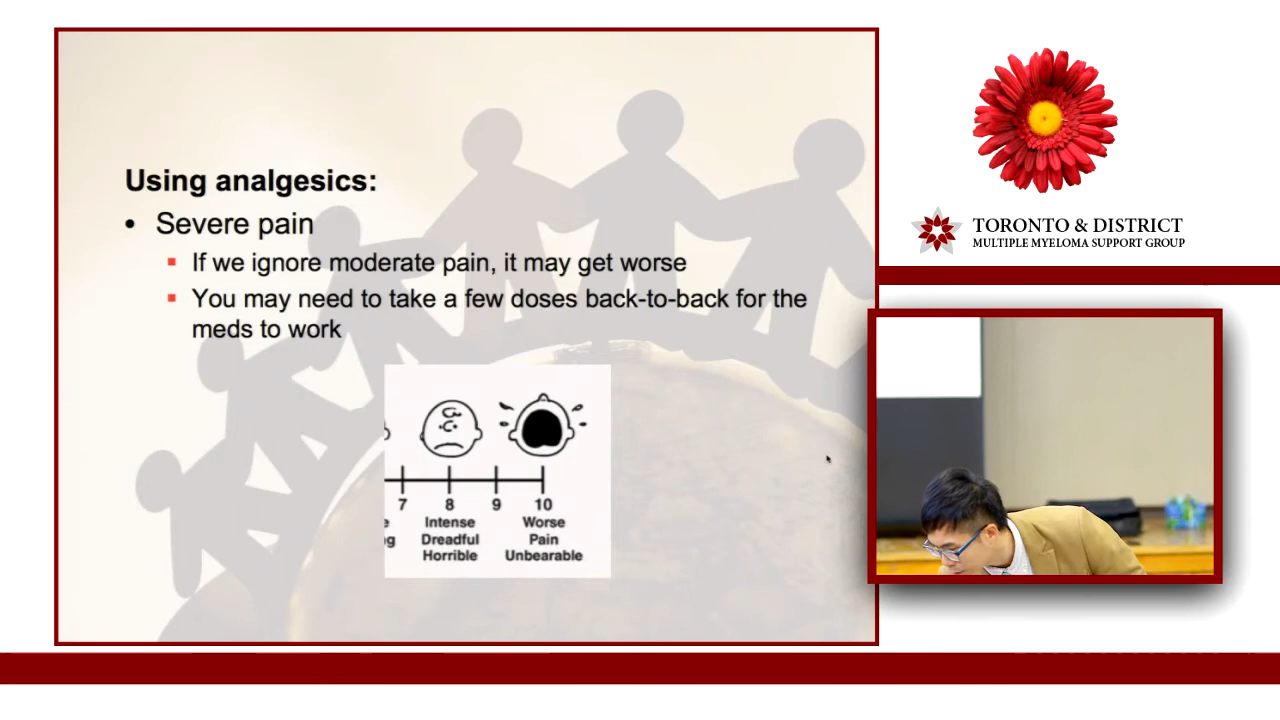 Using analgesics:
• Severe pain
▪ If we ignore moderate pain, it may get worse
▪ You may need to take a few doses back-to-back for the
meds to work
7 8 9 10
Intense
Dreadful
Horrible
Worse
Pain
Unbearable
TORONTO & DISTRICT
MULTIPLE MYELOMA SUPPORT GROUP